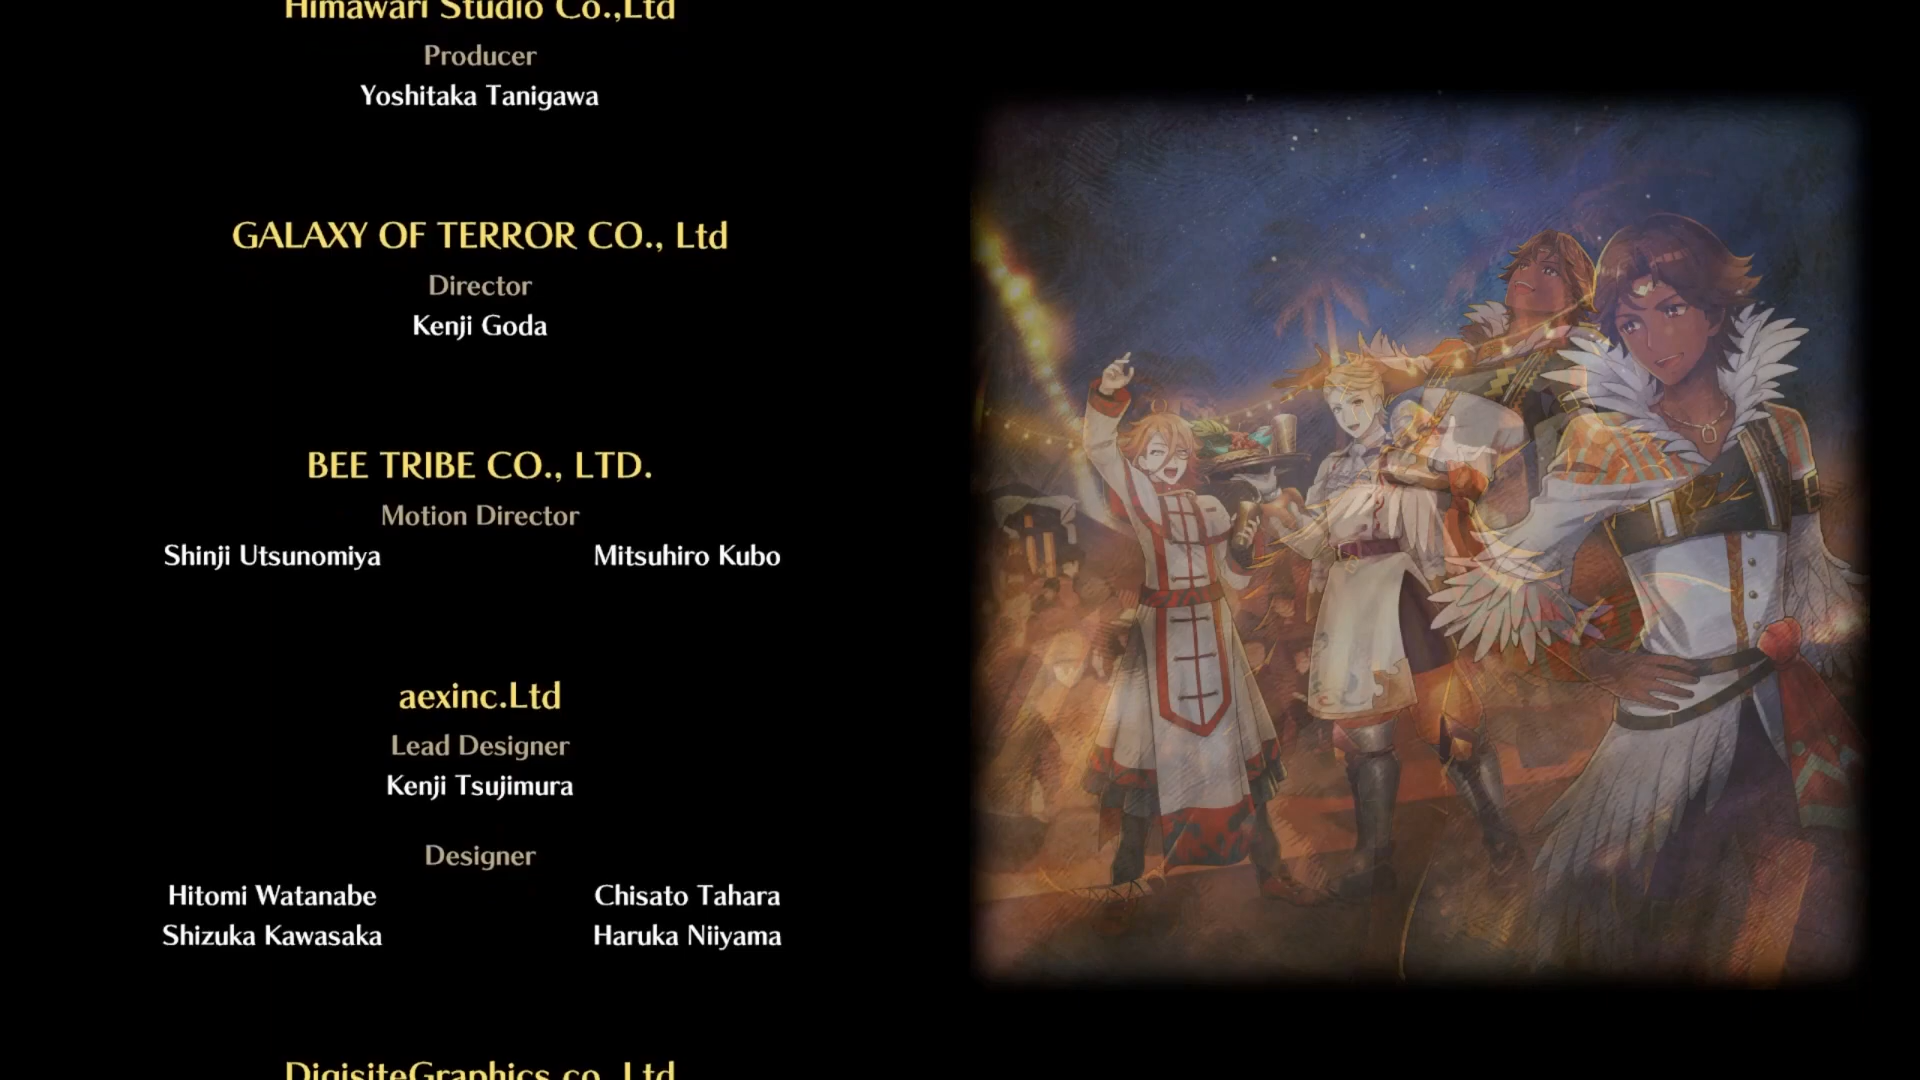 Himawari Studio Co.,Ltd
Producer
Yoshitaka Tanigawa
GALAXY OF TERROR CO., Ltd
Director
Kenji Goda
BEE TRIBE CO., LTD.
Motion Director
Shinji Utsunomiya Mitsuhiro Kubo
aexinc.Ltd
Lead Designer
Kenji Tsujimura
Designer
Hitomi Watanabe Chisato Tahara
Shizuka Kawasaka Haruka Niiyama
DigisiteGraphics co.,Ltd